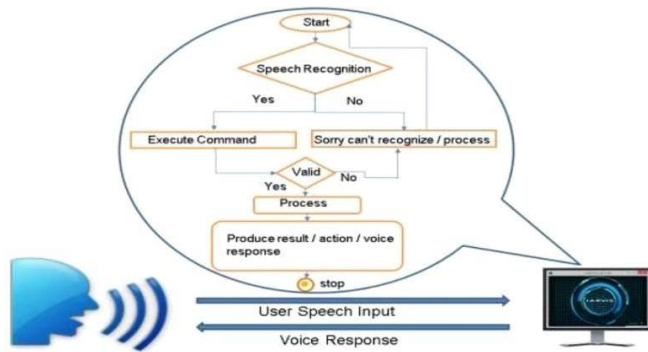 Start
Speech Recognition
Yes
No
Execute Command
Sorry can't recognize / process
Valid
Yes
No
Process
Produce result / action / voice
response
stop
User Speech Input
Voice Response